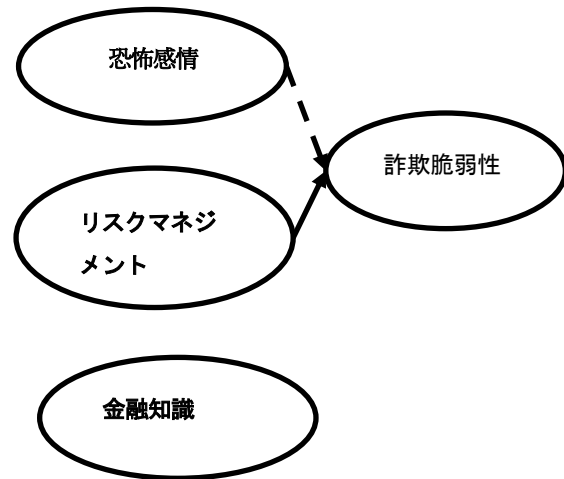 恐怖感情
詐欺脆弱性
リスクマネジ
メント
金融知識